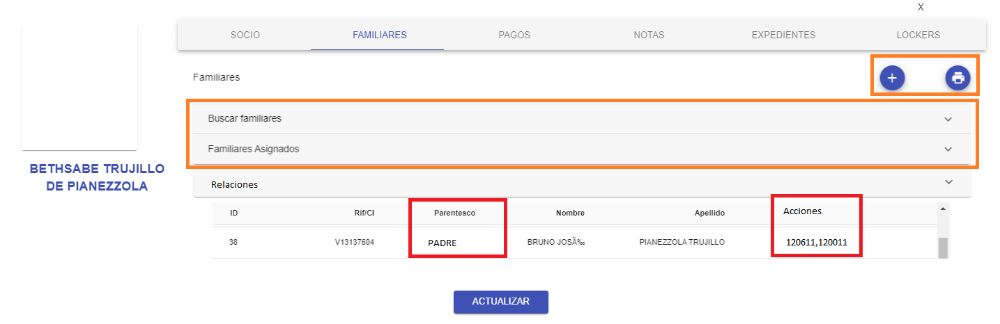 X
SOCIO FAMILIARES PAGOS NOTAS EXPEDIENTES LOCKERS
Familiares
Buscar familiares
Familiares Asignados
BETHSABE TRUJILLO
DE PIANEZZOLA
Relaciones
ID Rif/CI Parentesco Nombre Apellido Acciones
38 V13137604 PADRE BRUNO JOSÃ‰ PIANEZZOLA TRUJILLO 120611,120011
ACTUALIZAR